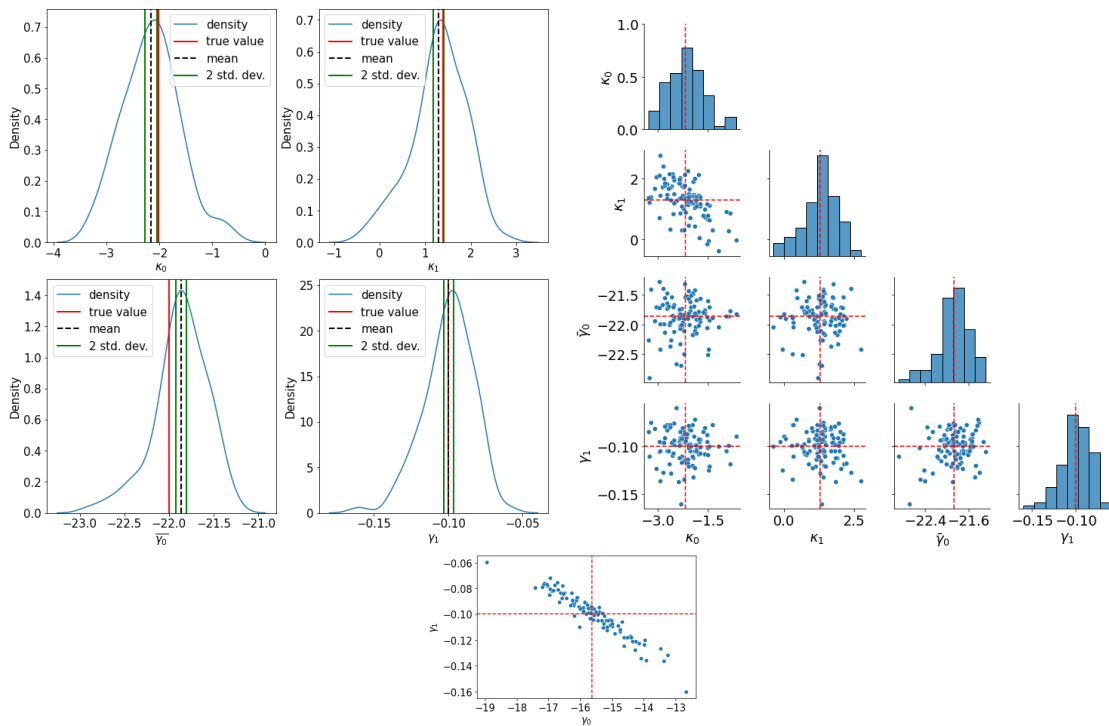 density
true value
mean
2 std. dev.
Density
0.7
0.6
0.5
0.4
0.3
0.2
0.1
0.0
−4
−3
−2
−1
0
κ₀
density
true value
mean
2 std. dev.
Density
0.7
0.6
0.5
0.4
0.3
0.2
0.1
0.0
−1
0
1
2
3
κ₁
density
true value
mean
2 std. dev.
Density
1.4
1.2
1.0
0.8
0.6
0.4
0.2
0.0
−23.0
−22.5
−22.0
−21.5
−21.0
γ̅₀
density
true value
mean
2 std. dev.
Density
25
20
15
10
5
0
−0.15
−0.10
−0.05
γ₁
κ₀
1.0
0.5
0.0
κ₁
2
0
γ̄₀
−21.5
−22.0
−22.5
γ₁
−0.10
−0.15
−3.0
−1.5
κ₀
0.0
2.5
κ₁
−22.4
−21.6
γ̄₀
−0.15
−0.10
γ₁
γ₁
−0.06
−0.08
−0.10
−0.12
−0.14
−0.16
−19
−18
−17
−16
−15
−14
−13
γ₀